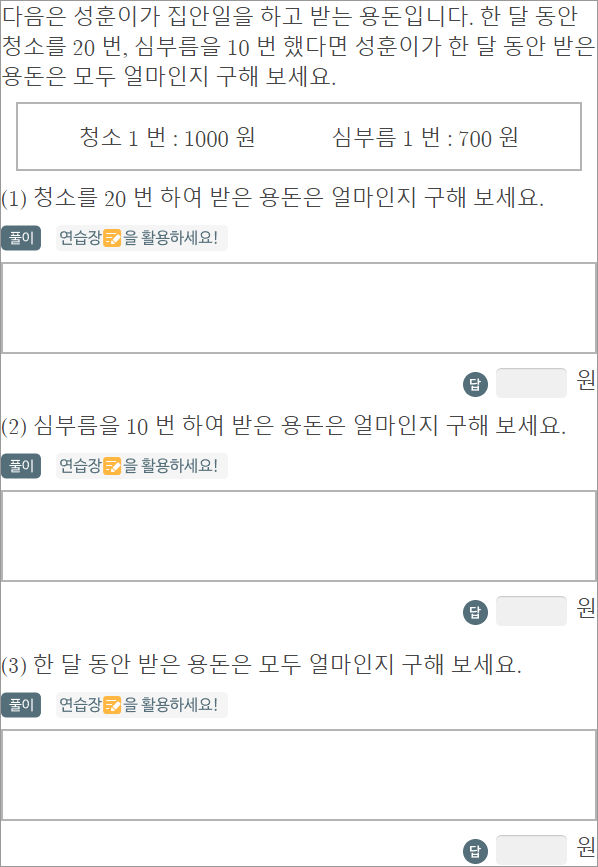 다음은 성훈이가 집안일을 하고 받는 용돈입니다. 한 달 동안
청소를 20 번, 심부름을 10 번 했다면 성훈이가 한 달 동안 받은
용돈은 모두 얼마인지 구해 보세요.
청소 1 번 : 1000 원 심부름 1 번 : 700 원
(1) 청소를 20 번 하여 받은 용돈은 얼마인지 구해 보세요.
풀이 연습장을 활용하세요!
답 원
(2) 심부름을 10 번 하여 받은 용돈은 얼마인지 구해 보세요.
풀이 연습장을 활용하세요!
답 원
(3) 한 달 동안 받은 용돈은 모두 얼마인지 구해 보세요.
풀이 연습장을 활용하세요!
답 원